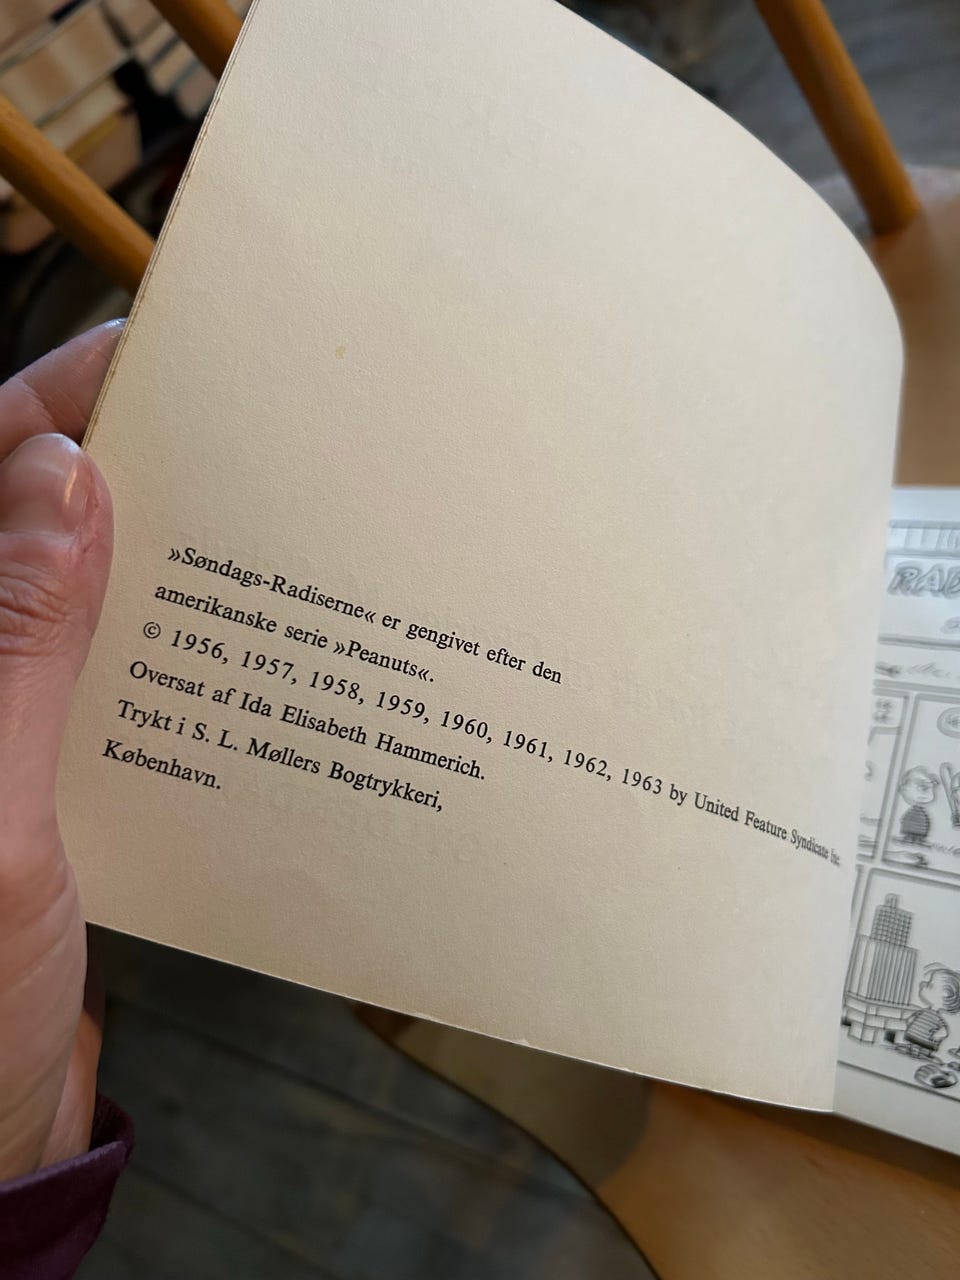 »Søndags-Radiserne« er gengivet efter den
amerikanske serie »Peanuts«.
© 1956, 1957, 1958, 1959, 1960, 1961, 1962, 1963 by United Feature Syndicate Inc.
Oversat af Ida Elisabeth Hammerich.
Trykt i S. L. Møllers Bogtrykkeri,
København.
RAD